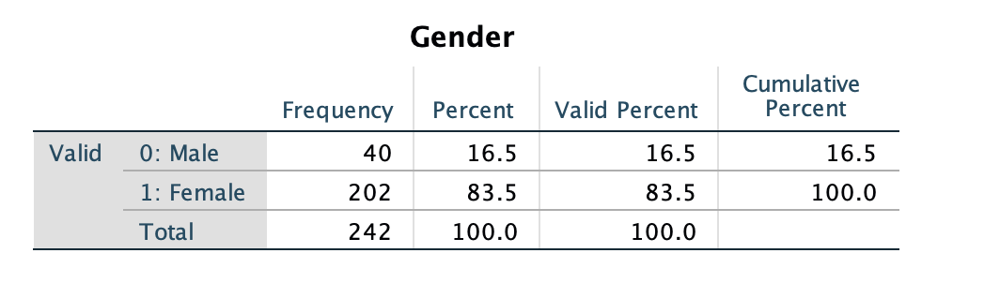 Gender
Frequency Percent Valid Percent Cumulative Percent
Valid 0: Male 40 16.5 16.5 16.5
1: Female 202 83.5 83.5 100.0
Total 242 100.0 100.0